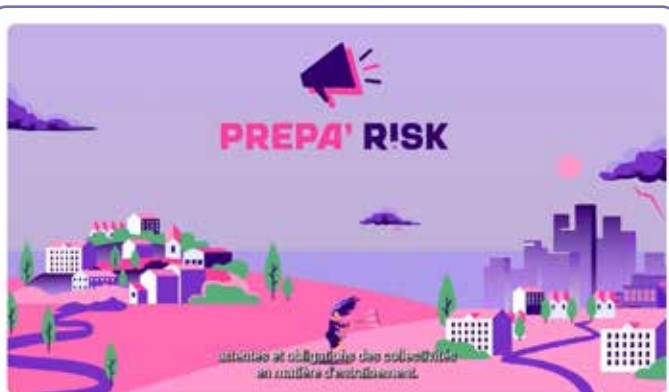 PREPA' R!SK
attentes et obligations des collectivités
en matière d'entraînement.